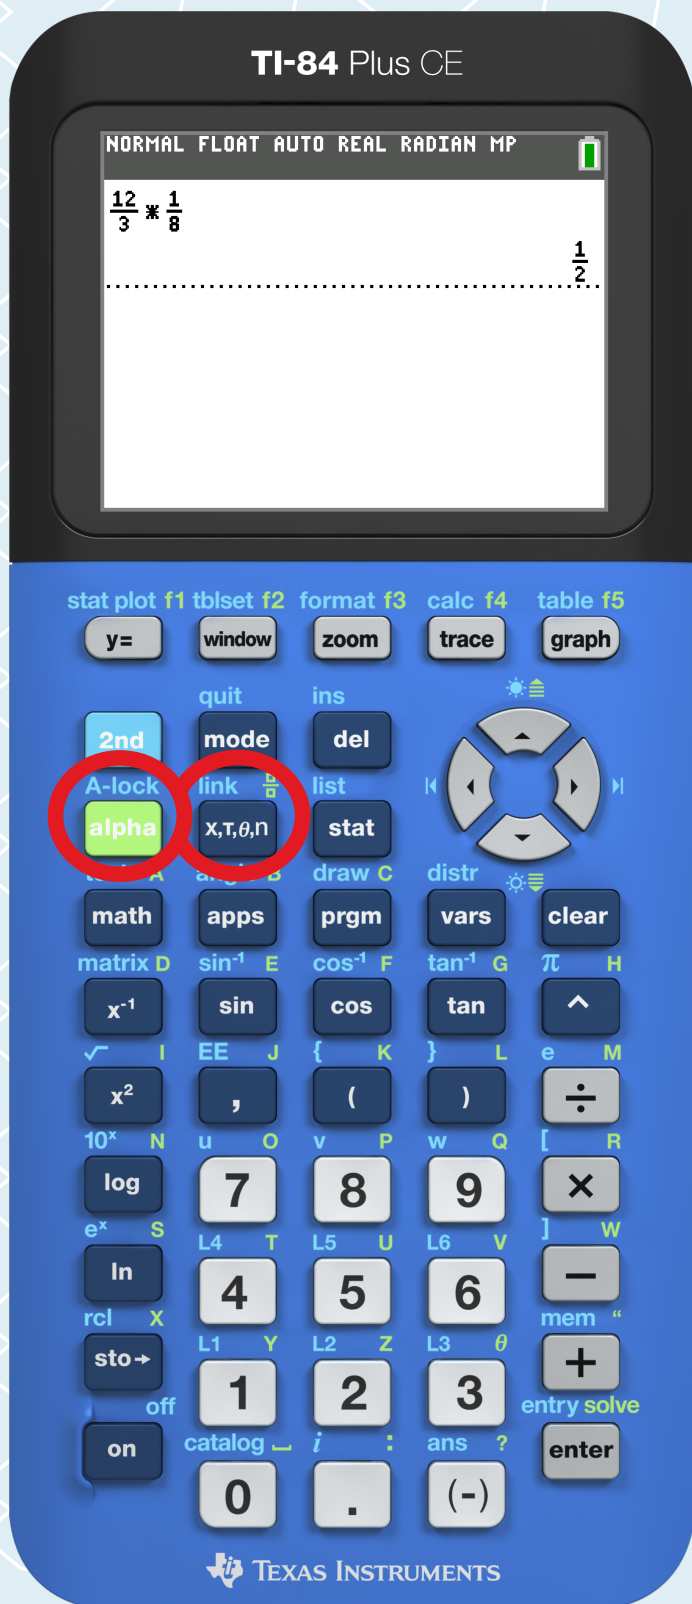 TI-84 Plus CE
NORMAL FLOAT AUTO REAL RADIAN MP
12/3 * 1/8
1/2
stat plot f1 tblset f2 format f3 calc f4 table f5
y= window zoom trace graph
quit ins
2nd mode del
A-lock link list
alpha X,T,θ,n stat
A B draw C distr
math apps prgm vars clear
matrix D sin⁻¹ E cos⁻¹ F tan⁻¹ G π H
x⁻¹ sin cos tan ^
√ I EE J { K } L e M
x² , ( ) ÷
10ˣ N u O v P w Q [ R
log 7 8 9 ×
eˣ S L4 T L5 U L6 V ] W
ln 4 5 6 −
rcl X L1 Y L2 Z L3 θ mem “
sto→ 1 2 3 +
off catalog ⎵ i : ans ? entry solve
on 0 . (-) enter
TEXAS INSTRUMENTS